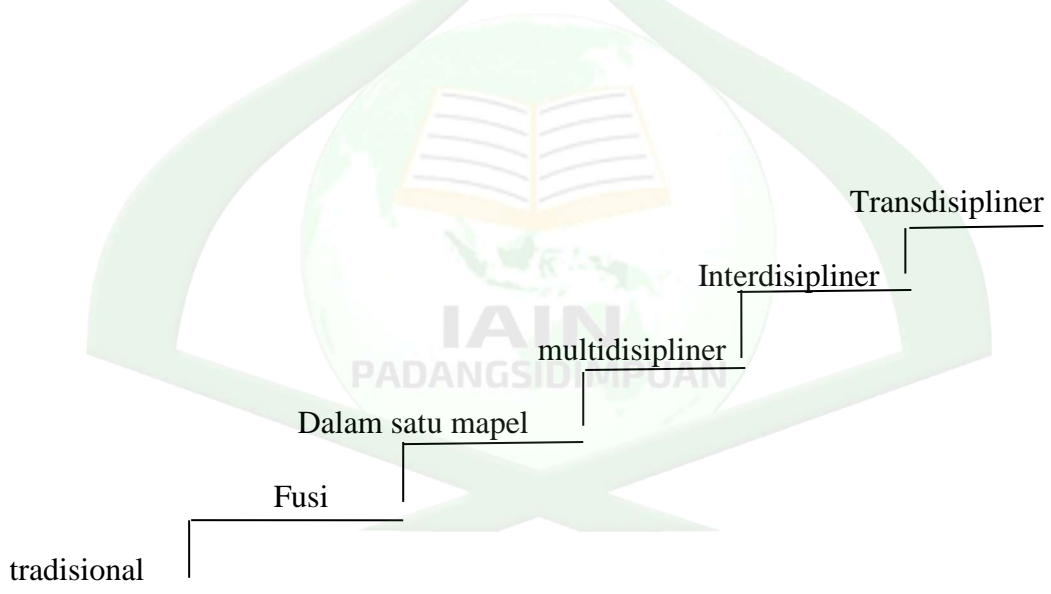 Transdisipliner
Interdisipliner
IAIN
multidisipliner
PADANGSIDIMPUAN
Dalam satu mapel
Fusi
tradisional